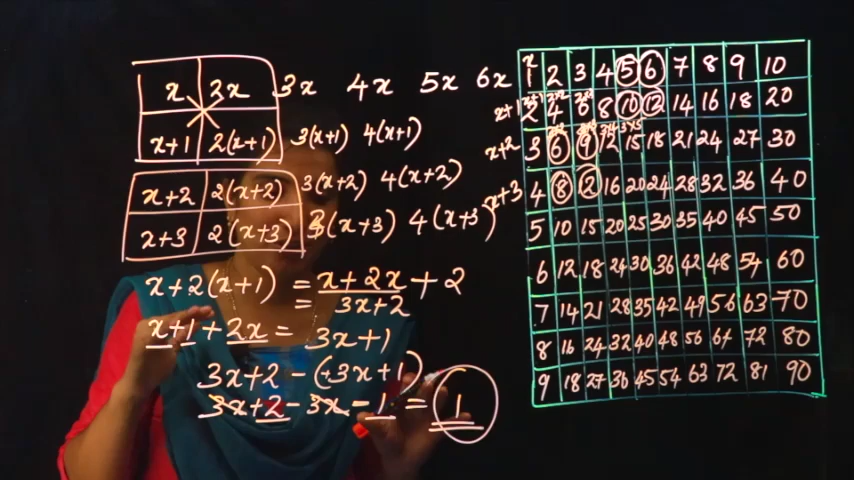 x 2x 3x 4x 5x 6x
x+1 2(x+1) 3(x+1) 4(x+1)
x+2 2(x+2) 3(x+2) 4(x+2)
x+3 2(x+3) 3(x+3) 4(x+3)
x+2(x+1) = x+2x+2
= 3x+2
x+1+2x = 3x+1
3x+2-(+3x+1)
3x+2-3x-1 = 1
x
1 2 3 4 5 6 7 8 9 10
x+1 2 4 6 8 10 12 14 16 18 20
x+2 3 6 9 12 15 18 21 24 27 30
x+3 4 8 12 16 20 24 28 32 36 40
5 10 15 20 25 30 35 40 45 50
6 12 18 24 30 36 42 48 54 60
7 14 21 28 35 42 49 56 63 70
8 16 24 32 40 48 56 64 72 80
9 18 27 36 45 54 63 72 81 90